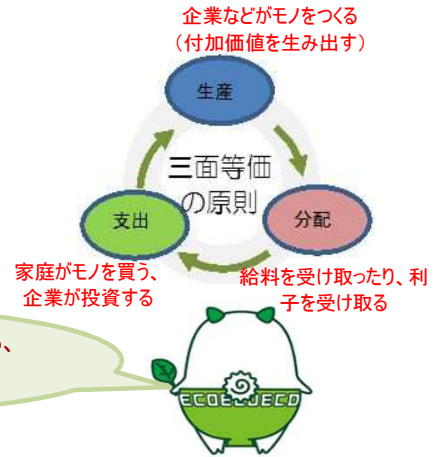 企業などがモノをつくる
（付加価値を生み出す）
生産
三面等価
の原則
支出
分配
家庭がモノを買う、
企業が投資する
給料を受け取ったり、利
子を受け取る
、